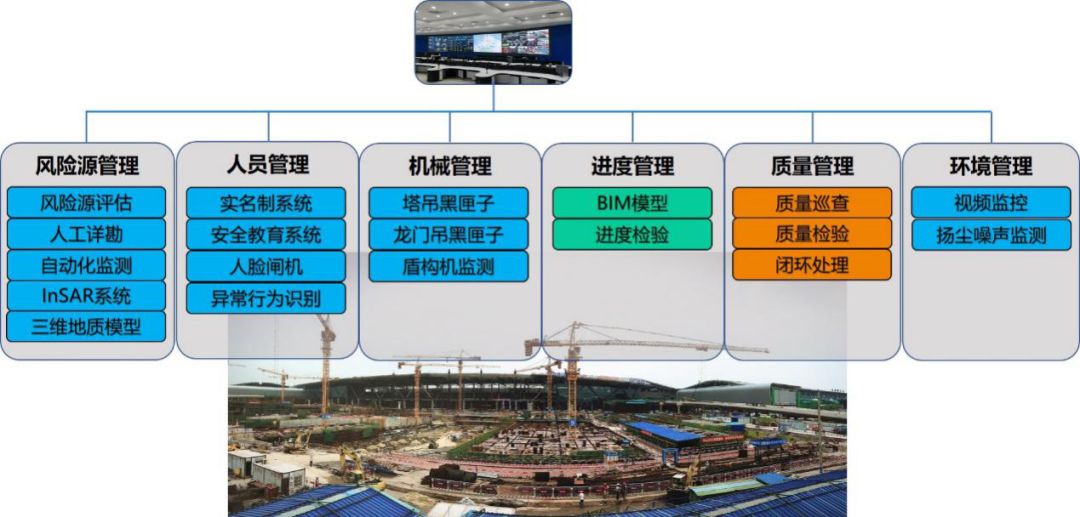 风险源管理
风险源评估
人工详勘
自动化监测
InSAR系统
三维地质模型
人员管理
实名制系统
安全教育系统
人脸闸机
异常行为识别
机械管理
塔吊黑匣子
龙门吊黑匣子
盾构机监测
进度管理
BIM模型
进度检验
质量管理
质量巡查
质量检验
闭环处理
环境管理
视频监控
扬尘噪声监测